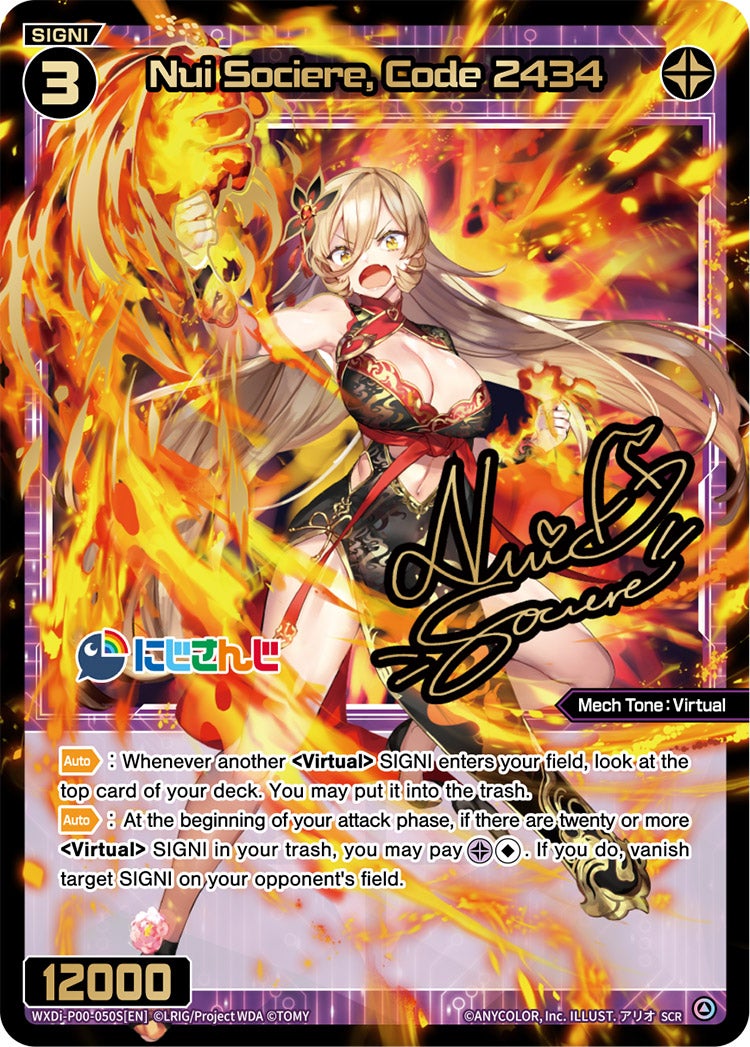 SIGNI
3
Nui Sociere, Code 2434
Nui S
Sociere
にじさんじ
Mech Tone:Virtual
Auto : Whenever another <Virtual> SIGNI enters your field, look at the
top card of your deck. You may put it into the trash.
Auto : At the beginning of your attack phase, if there are twenty or more
<Virtual> SIGNI in your trash, you may pay . If you do, vanish
target SIGNI on your opponent's field.
12000
WXDi-P00-050S[EN] ©LRIG/Project WDA ©TOMY
©ANYCOLOR, Inc. ILLUST. アリオ SCR